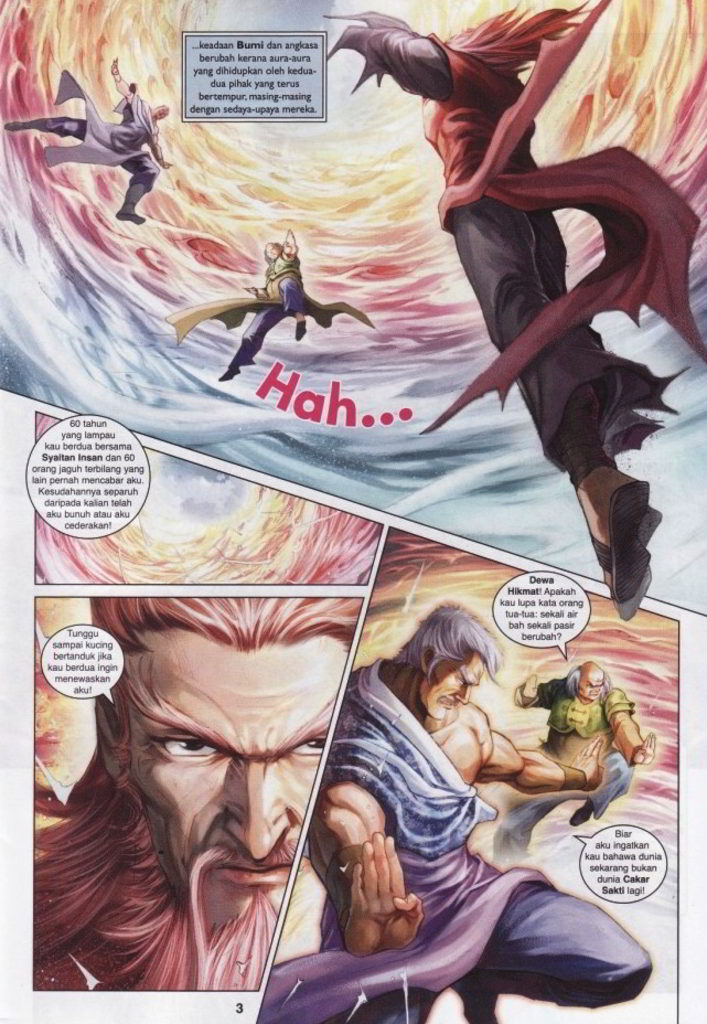 ...keadaan Bumi dan angkasa
berubah kerana aura-aura
yang dihidupkan oleh kedua-
dua pihak yang terus
bertempur, masing-masing
dengan sedaya-upaya mereka.
Hah...
60 tahun
yang lampau
kau berdua bersama
Syaitan Insan dan 60
orang jaguh terbilang yang
lain pernah mencabar aku.
Kesudahannya separuh
daripada kalian telah
aku bunuh atau aku
cederakan!
Tunggu
sampai kucing
bertanduk jika
kau berdua ingin
menewaskan
aku!
Dewa
Hikmat! Apakah
kau lupa kata orang
tua-tua: sekali air
bah sekali pasir
berubah?
Biar
aku ingatkan
kau bahawa dunia
sekarang bukan
dunia Cakar
Sakti lagi!
3